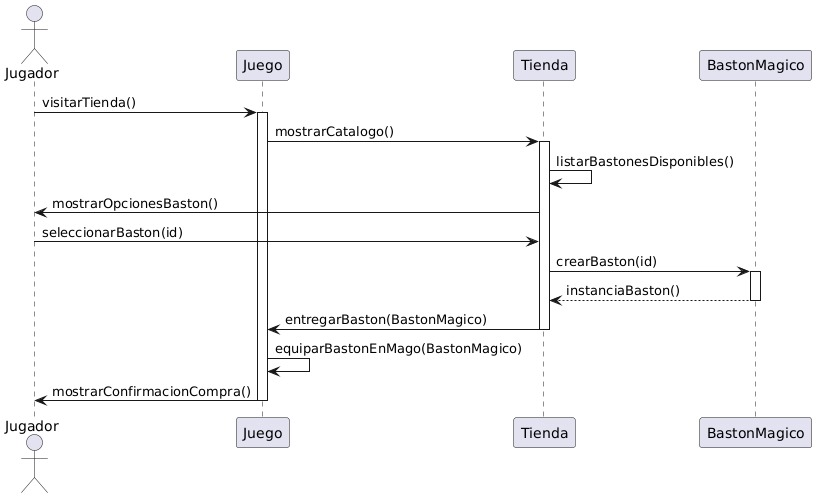 Jugador
Juego
Tienda
BastonMagico
visitarTienda()
mostrarCatalogo()
listarBastonesDisponibles()
mostrarOpcionesBaston()
seleccionarBaston(id)
crearBaston(id)
instanciaBaston()
entregarBaston(BastonMagico)
equiparBastonEnMago(BastonMagico)
mostrarConfirmacionCompra()
Jugador
Juego
Tienda
BastonMagico